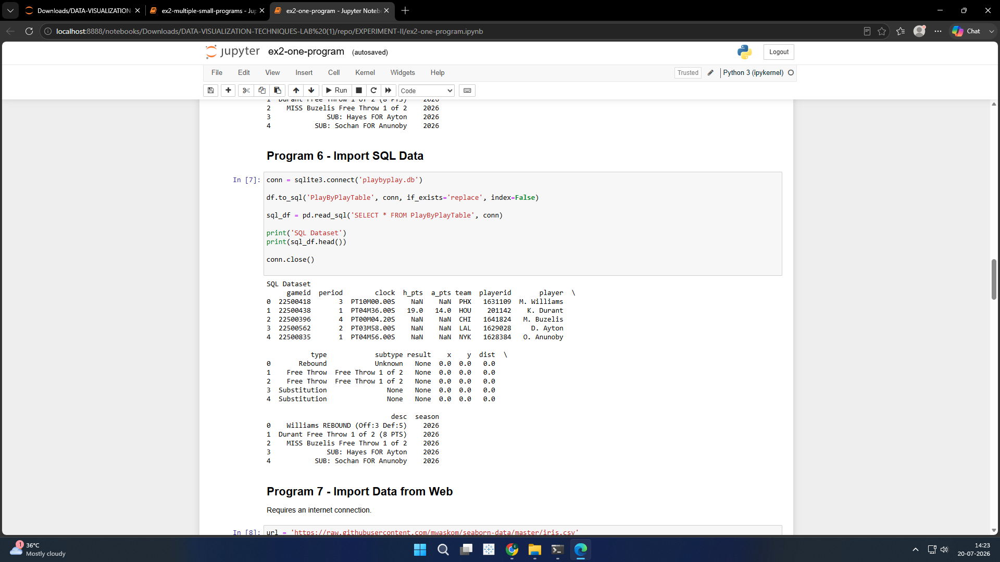 Downloads/DATA-VISUALIZATION-
ex2-multiple-small-programs - Jup
ex2-one-program - Jupyter Noteb
localhost:8888/notebooks/Downloads/DATA-VISUALIZATION-TECHNIQUES-LAB%20(1)/repo/EXPERIMENT-II/ex2-one-program.ipynb
Chat
jupyter ex2-one-program (autosaved)
Logout
File Edit View Insert Cell Kernel Widgets Help
Trusted
Python 3 (ipykernel)
Run
Code
1 Durant Free Throw 1 of 2 (8 PTS) 2026
2 MISS Buzelis Free Throw 1 of 2 2026
3 SUB: Hayes FOR Ayton 2026
4 SUB: Sochan FOR Anunoby 2026
Program 6 - Import SQL Data
In [7]: conn = sqlite3.connect('playbyplay.db')
df.to_sql('PlayByPlayTable', conn, if_exists='replace', index=False)
sql_df = pd.read_sql('SELECT * FROM PlayByPlayTable', conn)
print('SQL Dataset')
print(sql_df.head())
conn.close()
SQL Dataset
gameid period clock h_pts a_pts team playerid player \
0 22500418 3 PT10M00.00S NaN NaN PHX 1631109 M. Williams
1 22500438 1 PT04M36.00S 19.0 14.0 HOU 201142 K. Durant
2 22500396 4 PT00M04.20S NaN NaN CHI 1641824 M. Buzelis
3 22500562 2 PT03M58.00S NaN NaN LAL 1629028 D. Ayton
4 22500835 1 PT04M56.00S NaN NaN NYK 1628384 O. Anunoby
type subtype result x y dist \
0 Rebound Unknown None 0.0 0.0 0.0
1 Free Throw Free Throw 1 of 2 None 0.0 0.0 0.0
2 Free Throw Free Throw 1 of 2 None 0.0 0.0 0.0
3 Substitution None None 0.0 0.0 0.0
4 Substitution None None 0.0 0.0 0.0
desc season
0 Williams REBOUND (Off:3 Def:5) 2026
1 Durant Free Throw 1 of 2 (8 PTS) 2026
2 MISS Buzelis Free Throw 1 of 2 2026
3 SUB: Hayes FOR Ayton 2026
4 SUB: Sochan FOR Anunoby 2026
Program 7 - Import Data from Web
Requires an internet connection.
In [8]: url = 'https://raw.githubusercontent.com/mwaskom/seaborn-data/master/iris.csv'
1
36°C
Mostly cloudy
14:23
20-07-2026